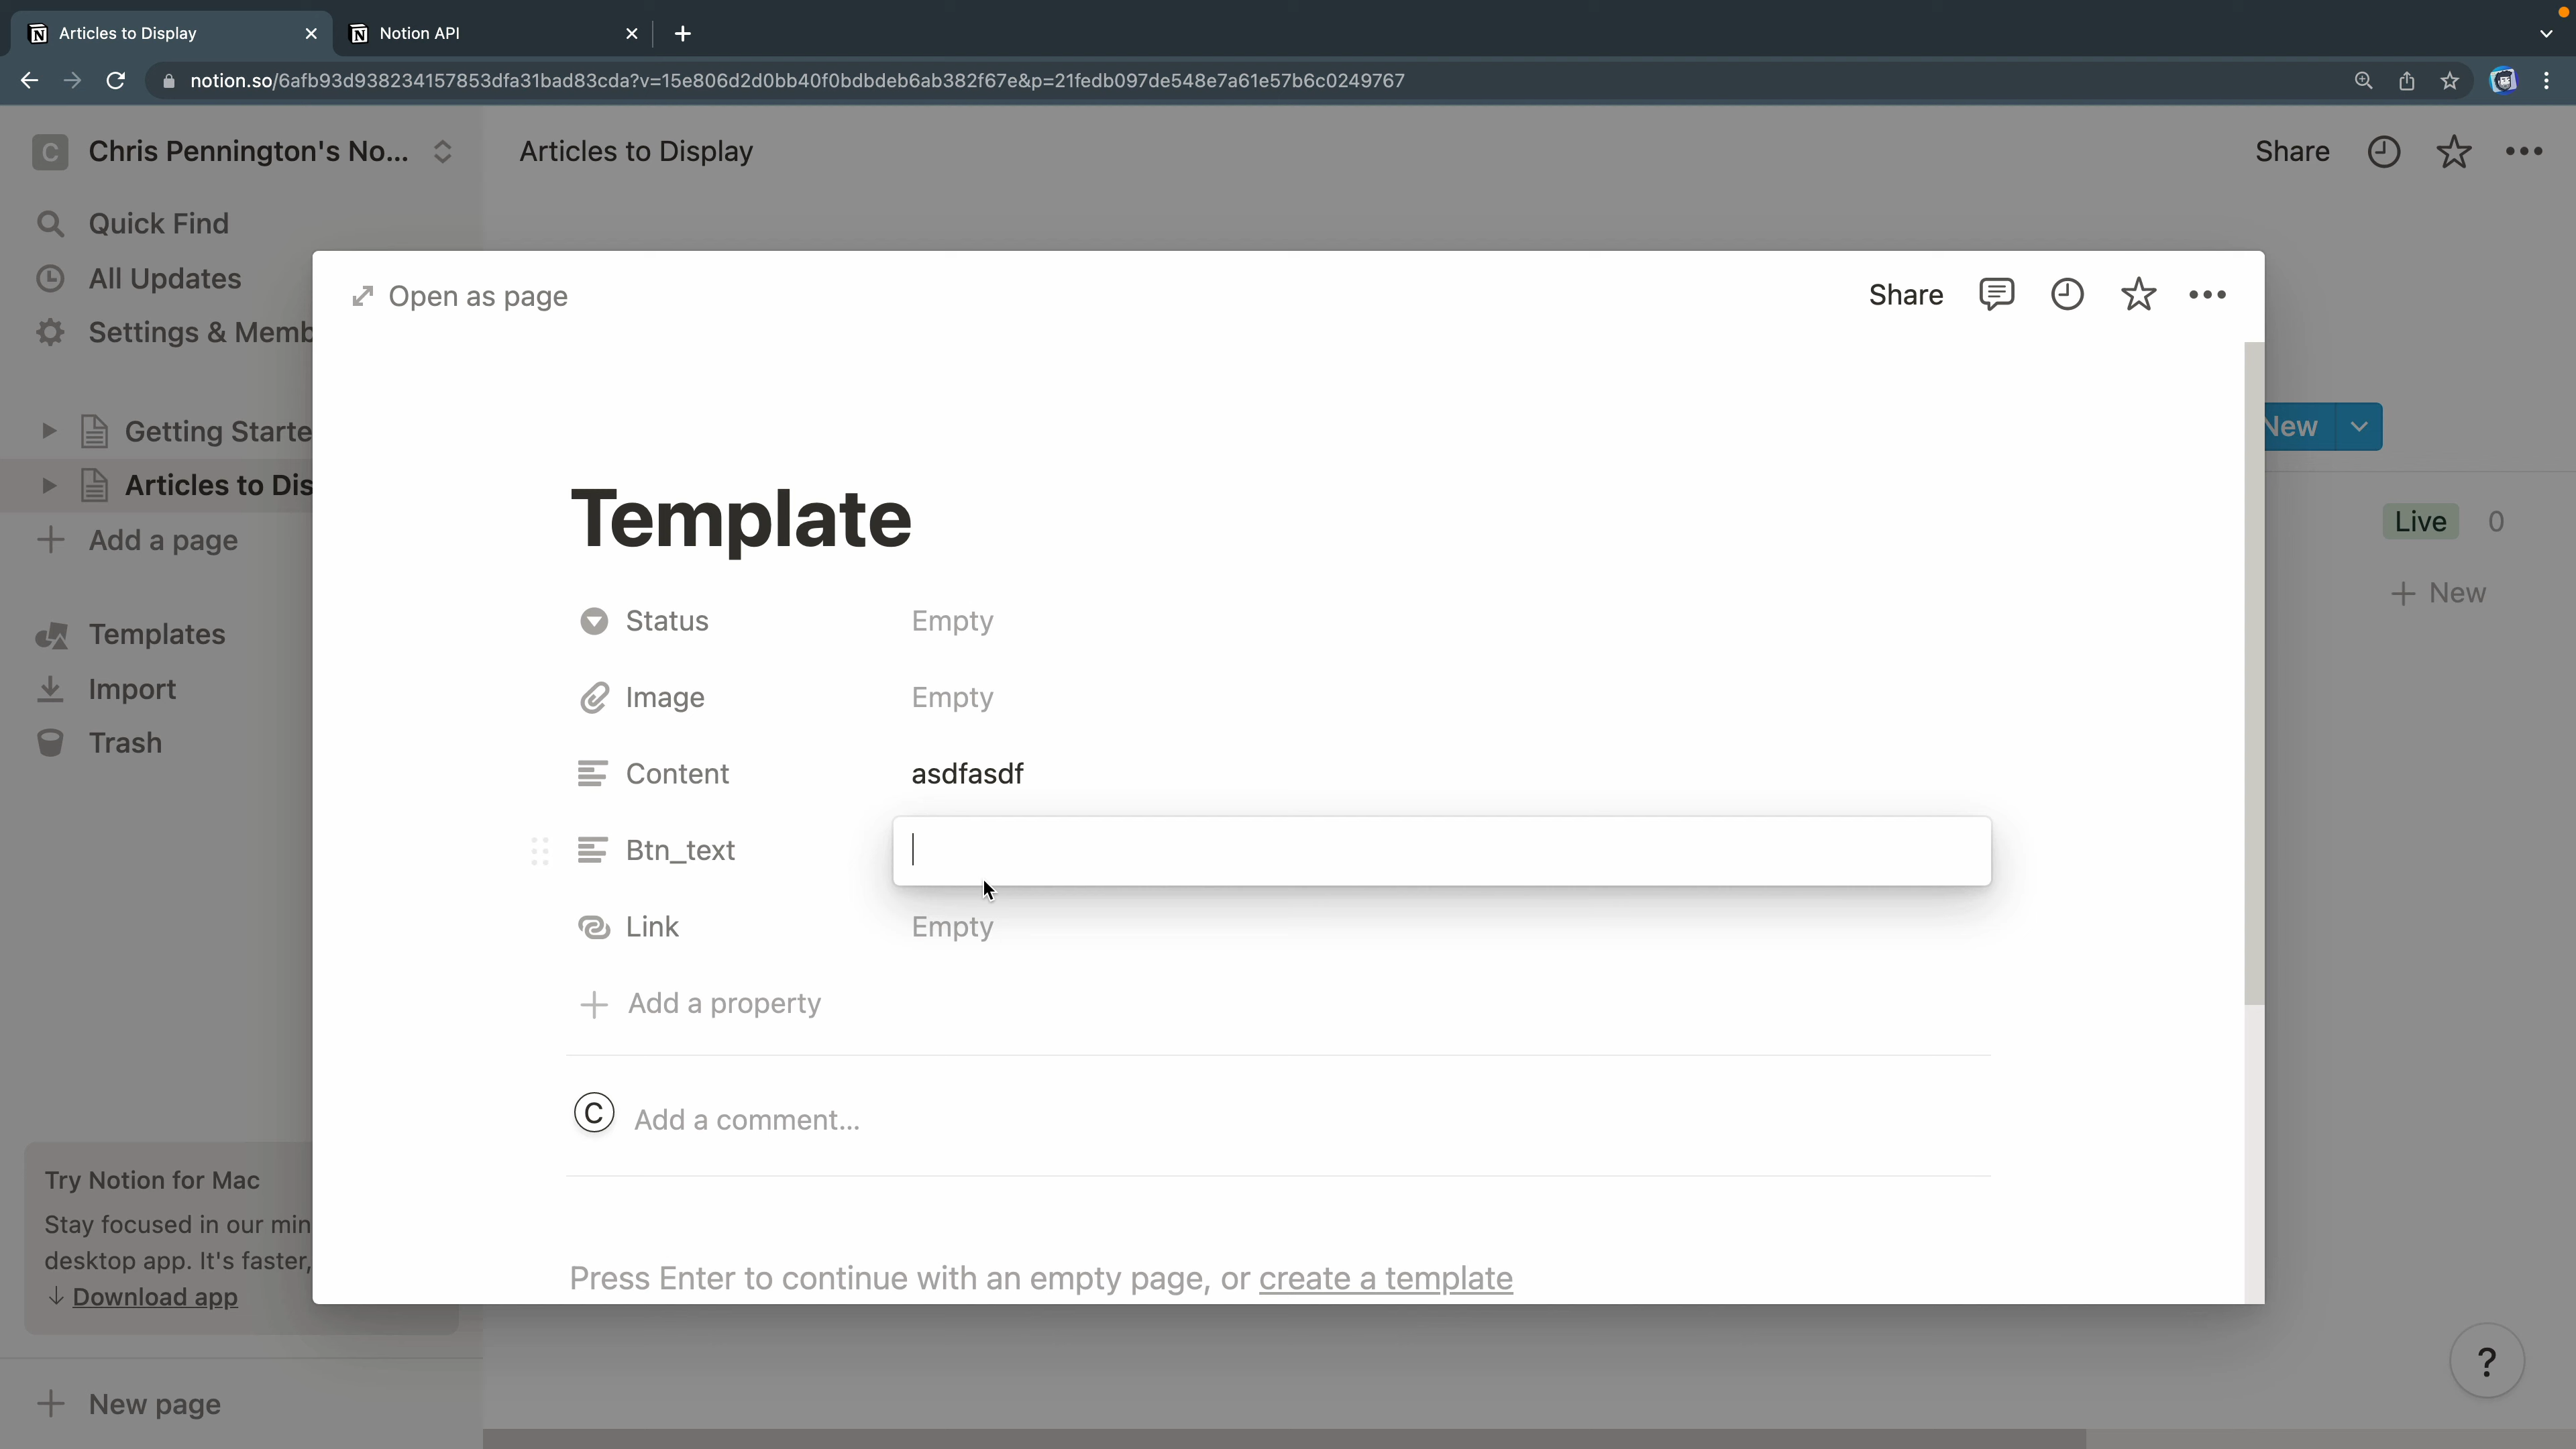 Articles to Display
Notion API
notion.so/6afb93d938234157853dfa31bad83cda?v=15e806d2d0bb40f0bdbdeb6ab382f67e&p=21fedb097de548e7a61e57b6c0249767
C Chris Pennington's No...
Articles to Display
Share
Quick Find
All Updates
Settings & Memb
Getting Starte
Articles to Dis
Add a page
Templates
Import
Trash
Try Notion for Mac
Stay focused in our min
desktop app. It's faster,
Download app
New page
Open as page
Share
Template
Status Empty
Image Empty
Content asdfasdf
Btn_text
Link Empty
Add a property
C Add a comment...
Press Enter to continue with an empty page, or create a template
New
Live 0
New
?